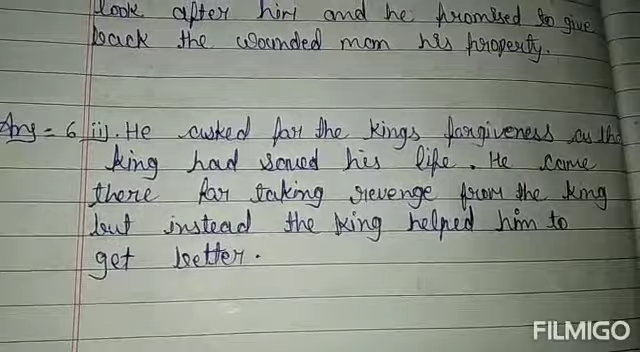 look after him and he promised to give
back the wounded man his property.
Ans = 6 ii). He asked for the kings forgiveness as the
king had saved his life. He came
there for taking revenge from the king
but instead the king helped him to
get better.
FILMIGO